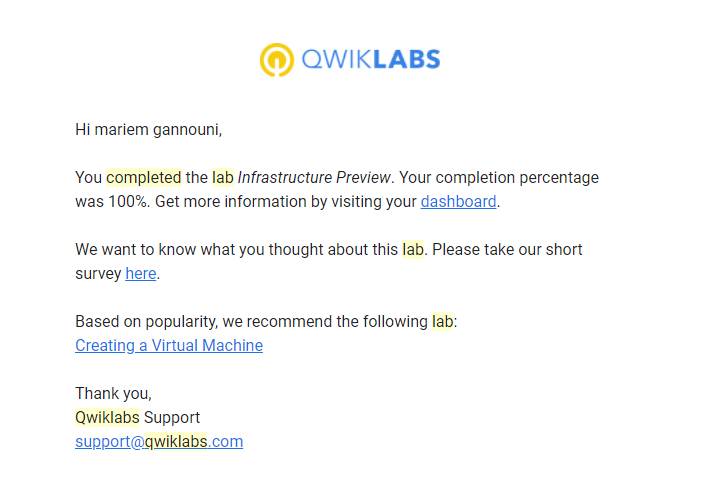 QWIKLABS
Hi mariem gannouni,
You completed the lab Infrastructure Preview. Your completion percentage
was 100%. Get more information by visiting your dashboard.
We want to know what you thought about this lab. Please take our short
survey here.
Based on popularity, we recommend the following lab:
Creating a Virtual Machine
Thank you,
Qwiklabs Support
support@qwiklabs.com